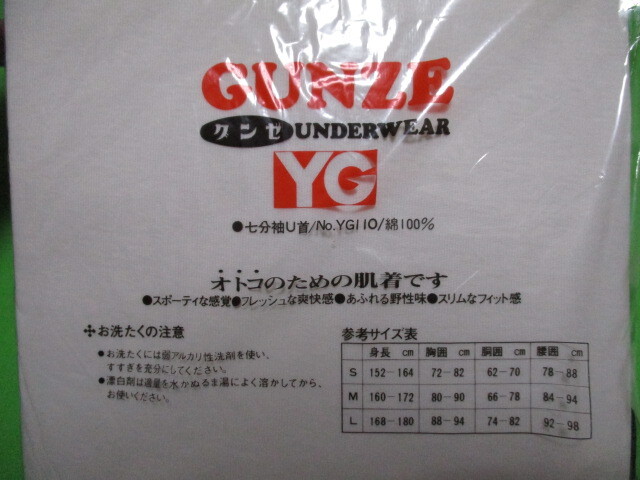 GUNZE
グンゼ UNDERWEAR
YG
●七分袖U首/No.YG110/綿100%
オトコのための肌着です
●スポーティな感覚●フレッシュな爽快感●あふれる野性味●スリムなフィット感
✣お洗たくの注意
●お洗たくには弱アルカリ性洗剤を使い、
すすぎを充分にしてください。
●漂白剤は適量を水かぬるま湯によく溶かしてから、
お使いください。
参考サイズ表
身長 cm 胸囲 cm 胴囲 cm 腰囲 cm
S 152-164 72-82 62-70 78-88
M 160-172 80-90 66-78 84-94
L 168-180 88-94 74-82 92-98